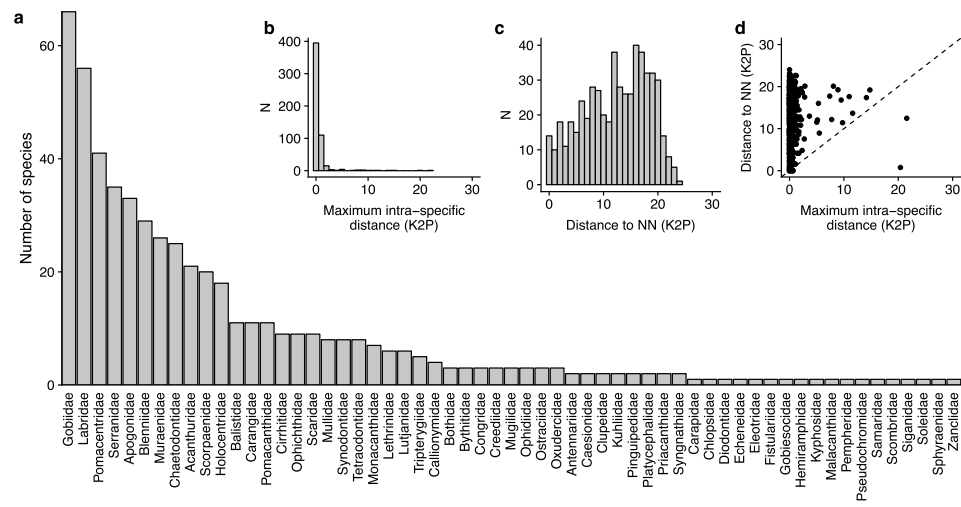 a
Number of species
60
40
20
0
Gobiidae
Labridae
Pomacentridae
Serranidae
Apogonidae
Blenniidae
Muraenidae
Chaetodontidae
Acanthuridae
Scorpaenidae
Holocentridae
Balistidae
Carangidae
Pomacanthidae
Cirrhitidae
Ophichthidae
Scaridae
Mullidae
Synodontidae
Tetraodontidae
Monacanthidae
Lethrinidae
Lutjanidae
Tripterygiidae
Callionymidae
Bothidae
Bythitidae
Congridae
Creediidae
Mugilidae
Ophidiidae
Ostraciidae
Oxudercidae
Antennariidae
Caesionidae
Clupeidae
Kuhliidae
Pinguipedidae
Platycephalidae
Priacanthidae
Syngnathidae
Carapidae
Chlopsidae
Diodontidae
Echeneidae
Eleotridae
Fistulariidae
Gobiesocidae
Hemiramphidae
Kyphosidae
Malacanthidae
Pempheridae
Pseudochromidae
Samaridae
Scombridae
Siganidae
Soleidae
Sphyraenidae
Zanclidae
b
N
400
300
200
100
0
0 10 20 30
Maximum intra−specific
distance (K2P)
c
N
40
30
20
10
0
0 10 20 30
Distance to NN (K2P)
d
Distance to NN (K2P)
30
20
10
0
0 10 20 30
Maximum intra−specific
distance (K2P)